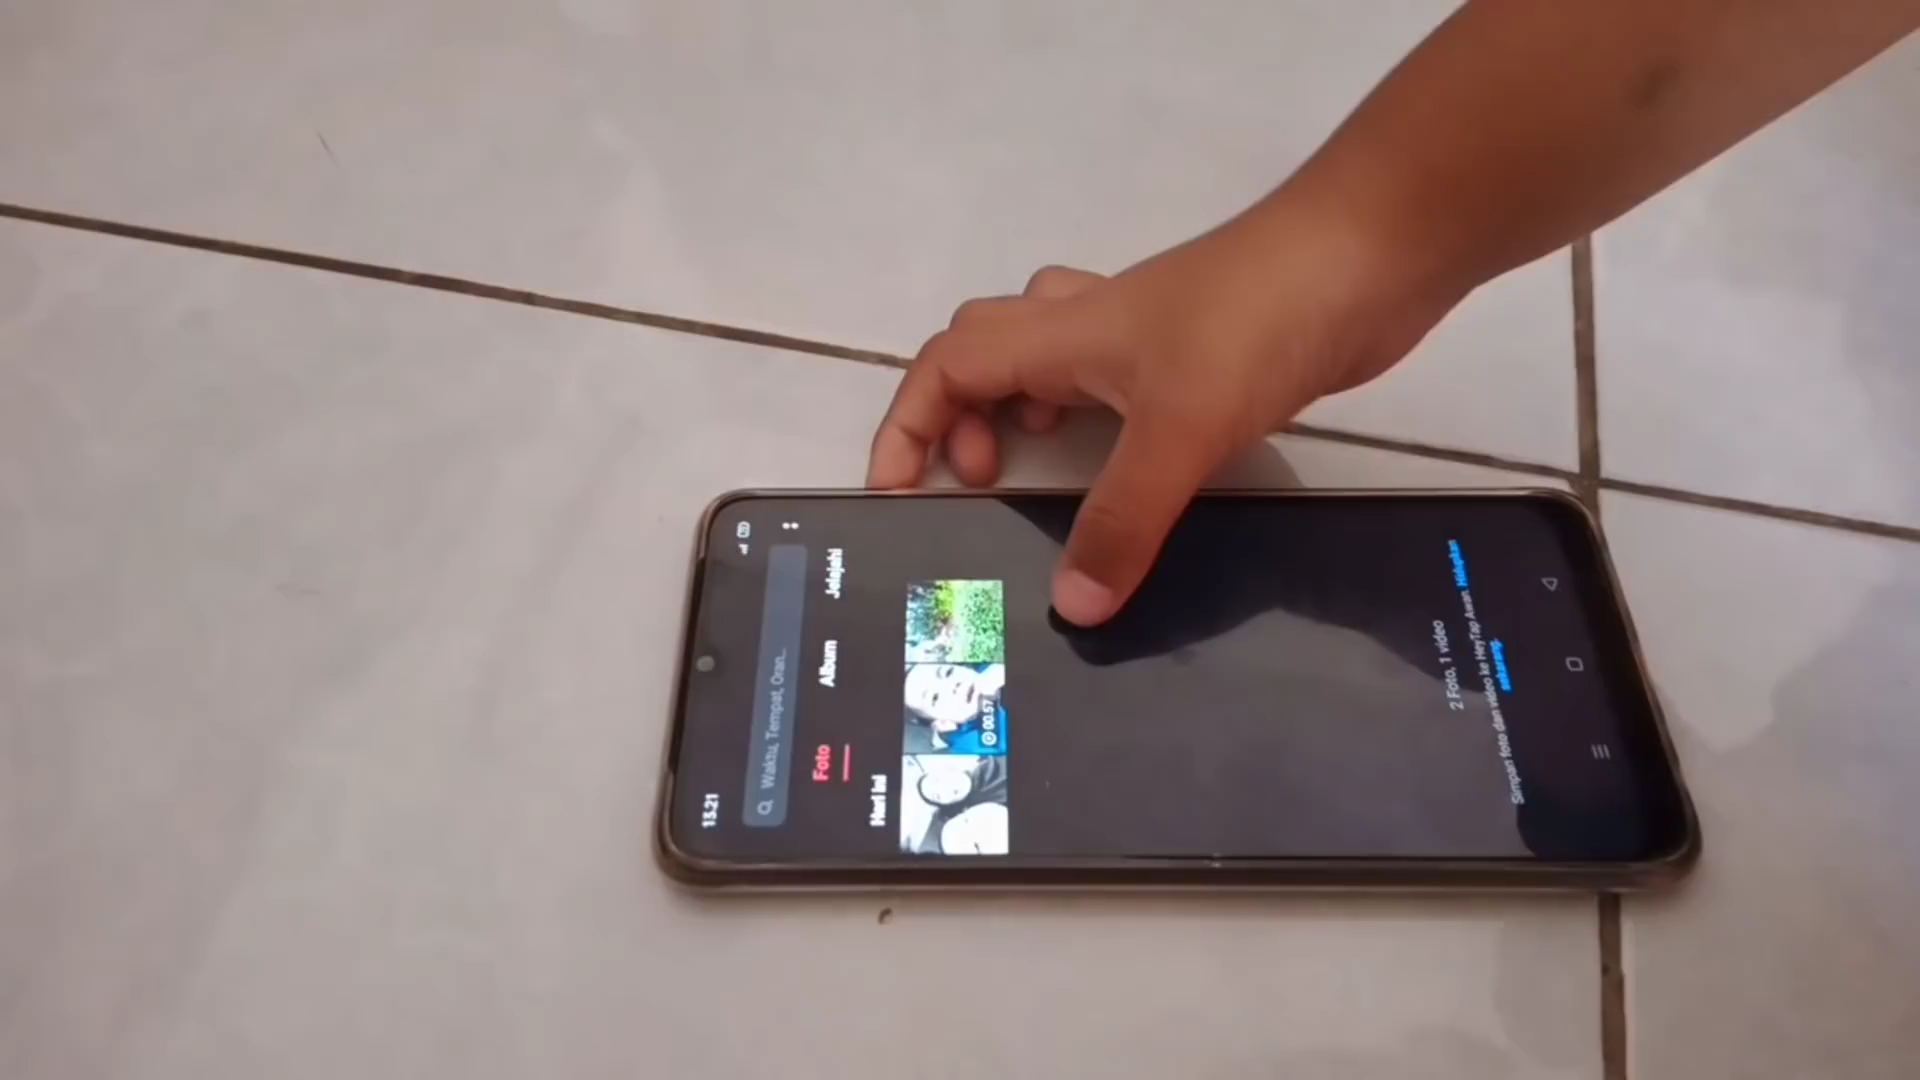 15.21
Waktu, Tempat, Oran...
Foto Album Jelajahi
Hari Ini
00.57
2 Foto, 1 video
Simpan foto dan video ke HeyTap Awan. Hidupkan
sekarang.